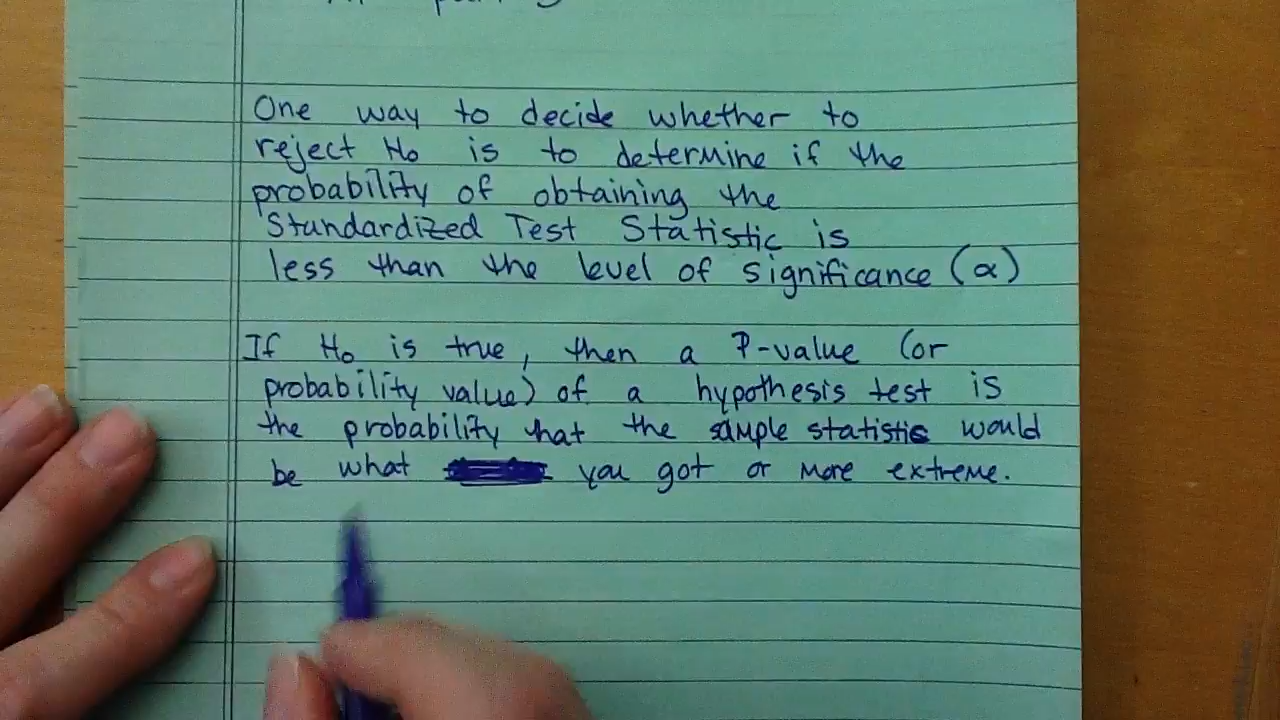 One way to decide whether to
reject H₀ is to determine if the
probability of obtaining the
Standardized Test Statistic is
less than the level of significance (α)
If H₀ is true, then a P-value (or
probability value) of a hypothesis test is
the probability that the sample statistic would
be what you got or more extreme.